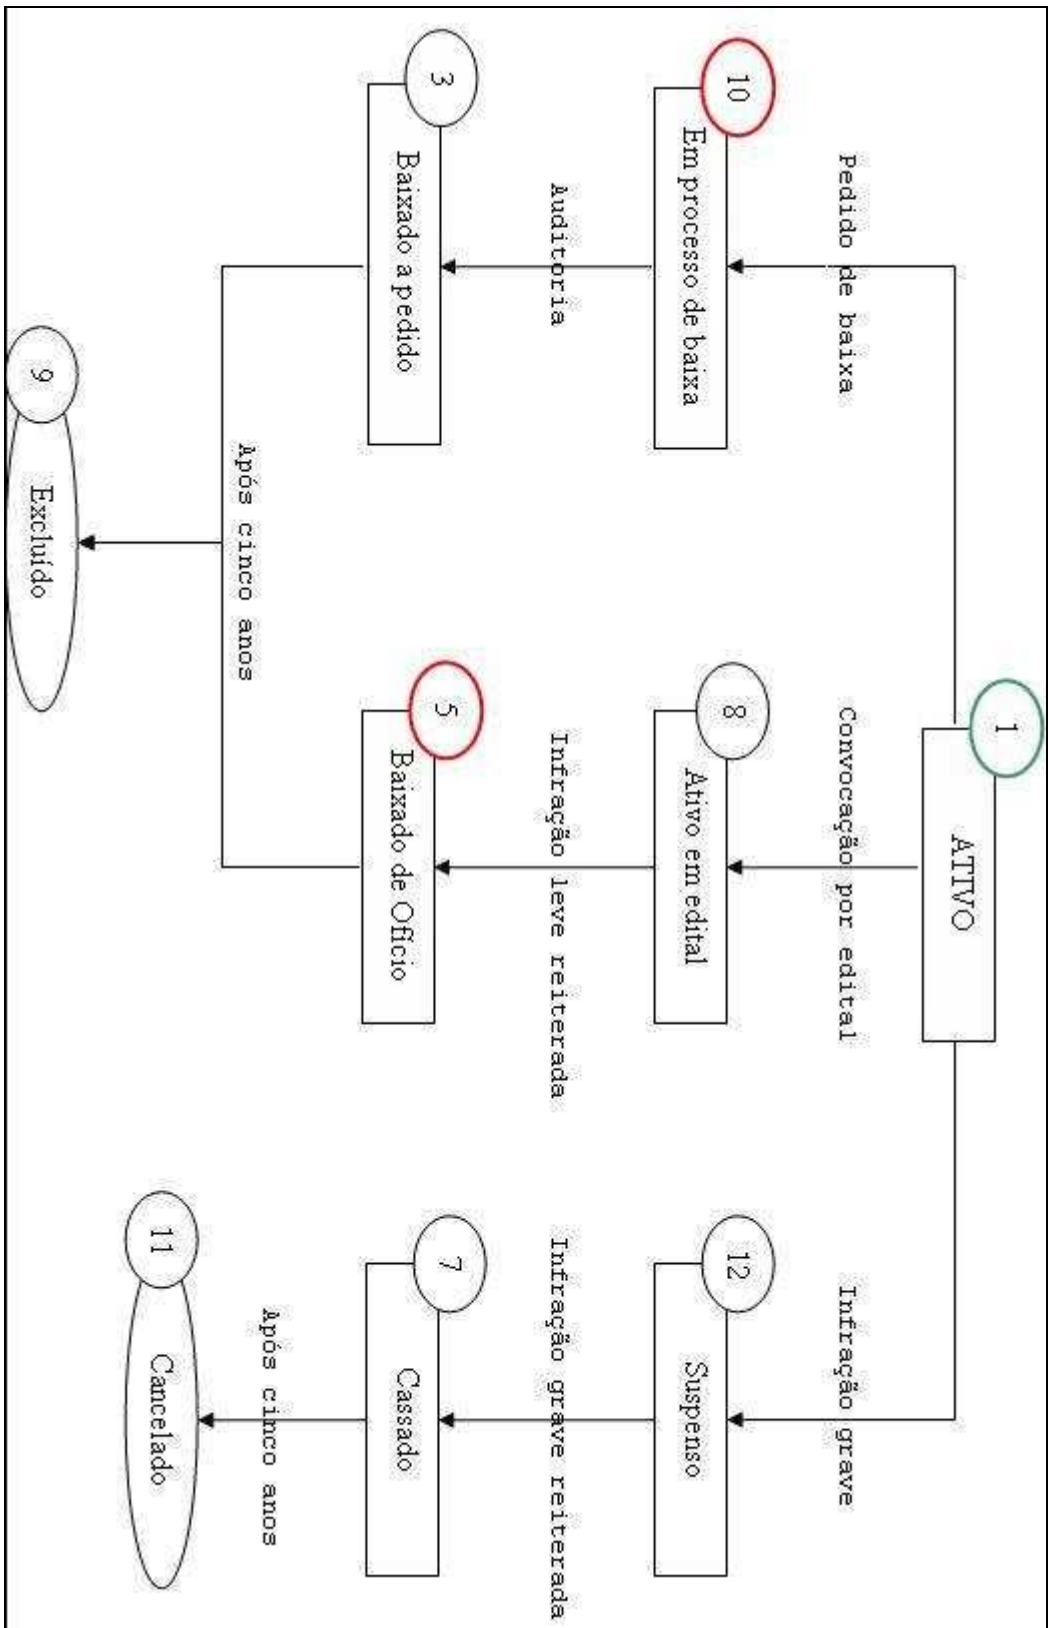 1
ATIVO
Pedido de baixa
Convocação por edital
Infração grave
10
Em processo de baixa
8
Ativo em edital
12
Suspenso
Auditoria
Infração leve reiterada
Infração grave reiterada
3
Baixado a pedido
5
Baixado de Ofício
7
Cassado
Após cinco anos
Após cinco anos
9
Excluído
11
Cancelado